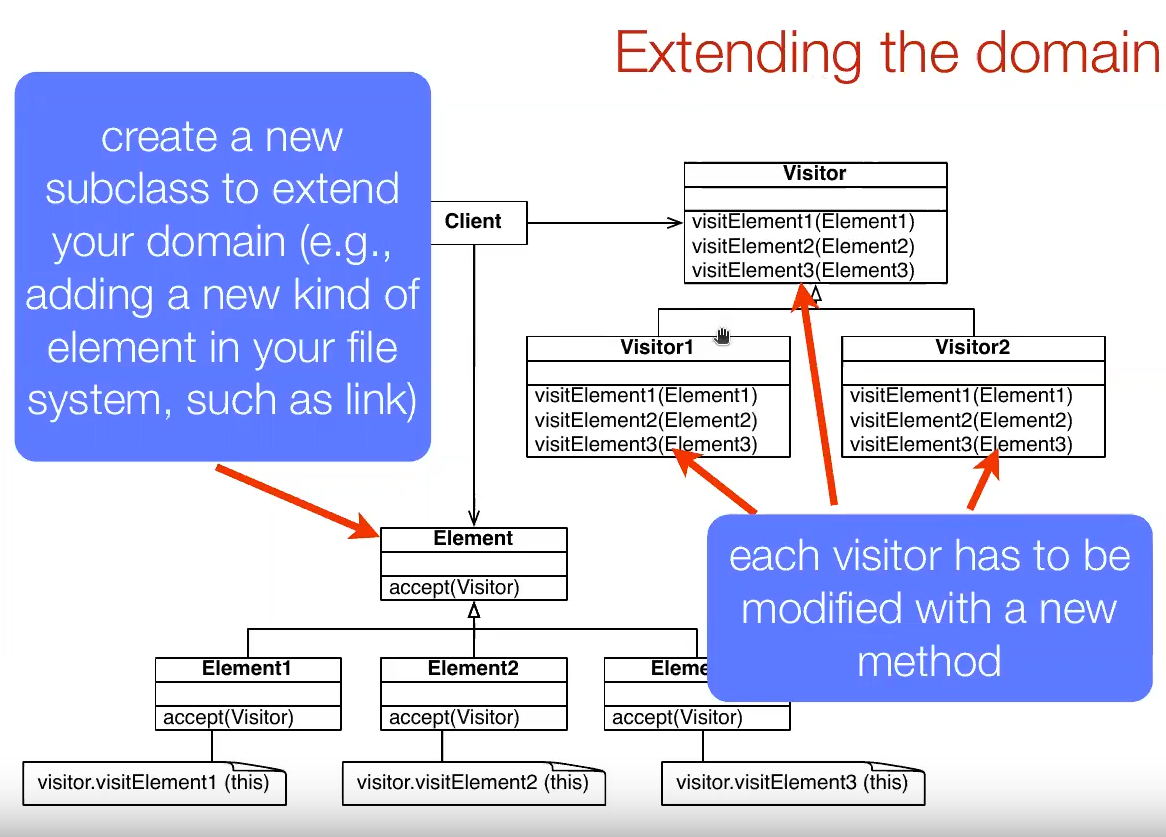 Extending the domain
create a new
subclass to extend
your domain (e.g.,
adding a new kind of
element in your file
system, such as link)
Client
Visitor
visitElement1(Element1)
visitElement2(Element2)
visitElement3(Element3)
Visitor1
visitElement1(Element1)
visitElement2(Element2)
visitElement3(Element3)
Visitor2
visitElement1(Element1)
visitElement2(Element2)
visitElement3(Element3)
each visitor has to be
modified with a new
method
Element
accept(Visitor)
Element1
accept(Visitor)
Element2
accept(Visitor)
accept(Visitor)
visitor.visitElement1 (this)
visitor.visitElement2 (this)
visitor.visitElement3 (this)